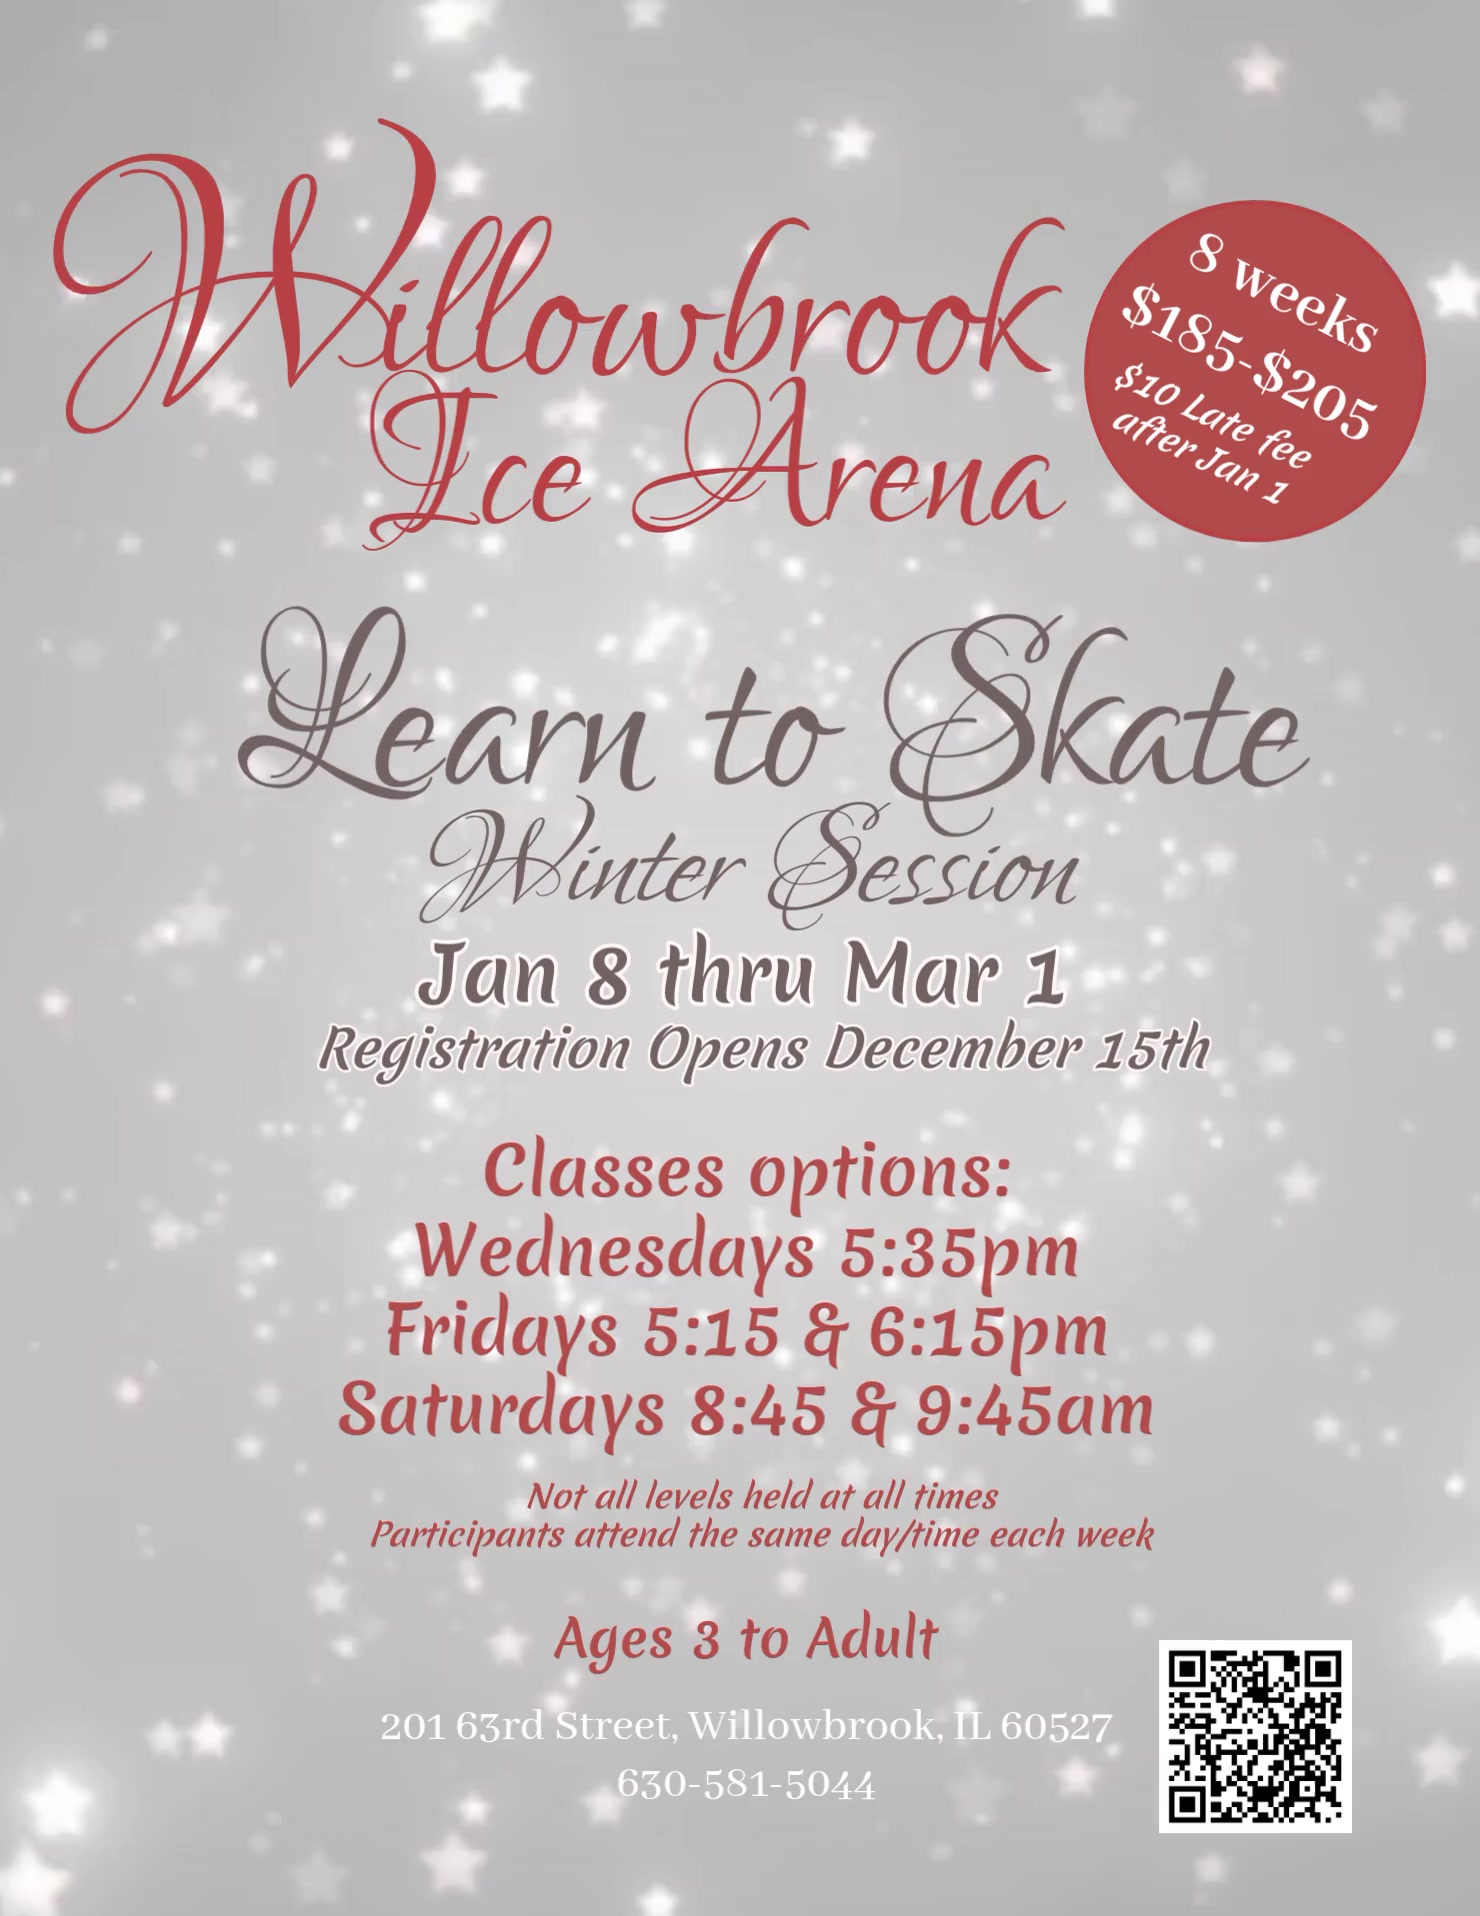 Willowbrook
Ice Arena
8 weeks
$185-$205
$10 Late fee
after Jan 1
Learn to Skate
Winter Session
Jan 8 thru Mar 1
Registration Opens December 15th
Classes options:
Wednesdays 5:35pm
Fridays 5:15 & 6:15pm
Saturdays 8:45 & 9:45am
Not all levels held at all times
Participants attend the same day/time each week
Ages 3 to Adult
201 63rd Street, Willowbrook, IL 60527
630-581-5044